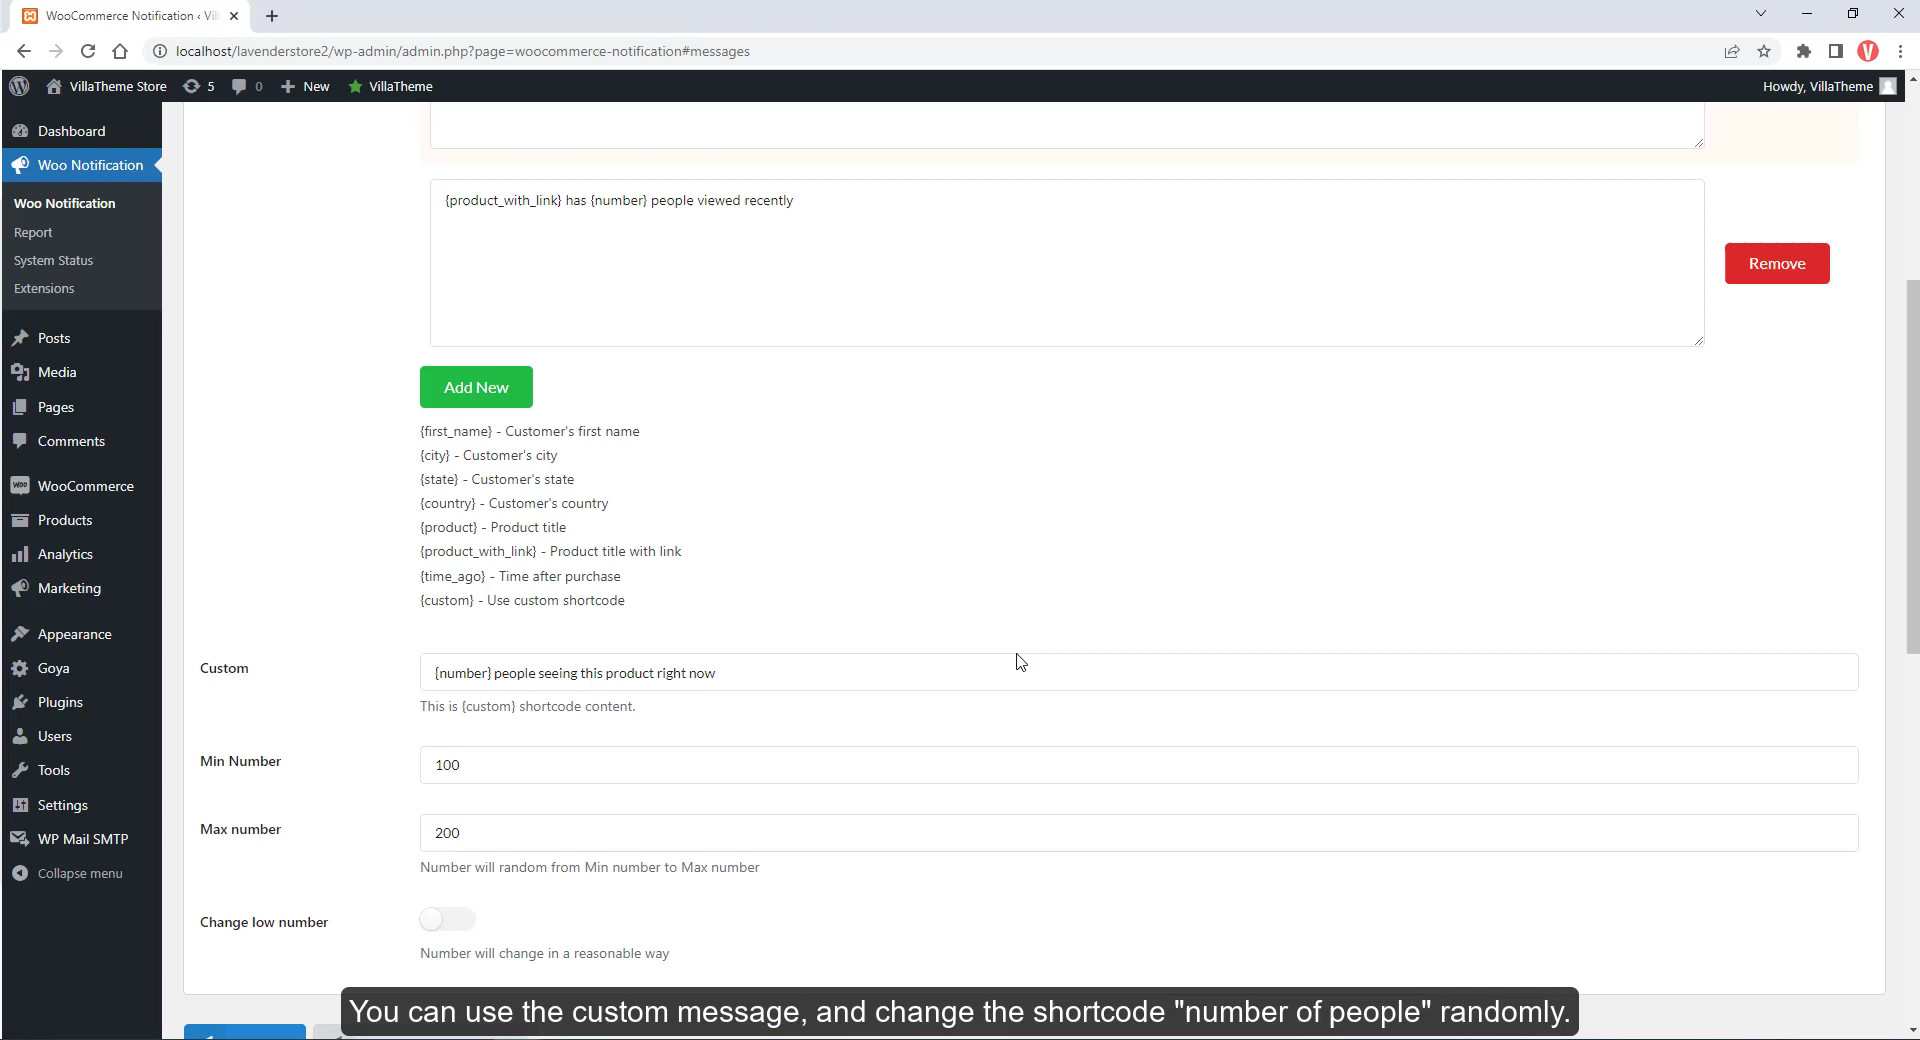 WooCommerce Notification ‹ Vil
localhost/lavenderstore2/wp-admin/admin.php?page=woocommerce-notification#messages
VillaTheme Store
5
0
New
VillaTheme
Howdy, VillaTheme
Dashboard
Woo Notification
Woo Notification
Report
System Status
Extensions
Posts
Media
Pages
Comments
WooCommerce
Products
Analytics
Marketing
Appearance
Goya
Plugins
Users
Tools
Settings
WP Mail SMTP
Collapse menu
{product_with_link} has {number} people viewed recently
Remove
Add New
{first_name} - Customer's first name
{city} - Customer's city
{state} - Customer's state
{country} - Customer's country
{product} - Product title
{product_with_link} - Product title with link
{time_ago} - Time after purchase
{custom} - Use custom shortcode
Custom
{number} people seeing this product right now
This is {custom} shortcode content.
Min Number
100
Max number
200
Number will random from Min number to Max number
Change low number
Number will change in a reasonable way
You can use the custom message, and change the shortcode "number of people" randomly.